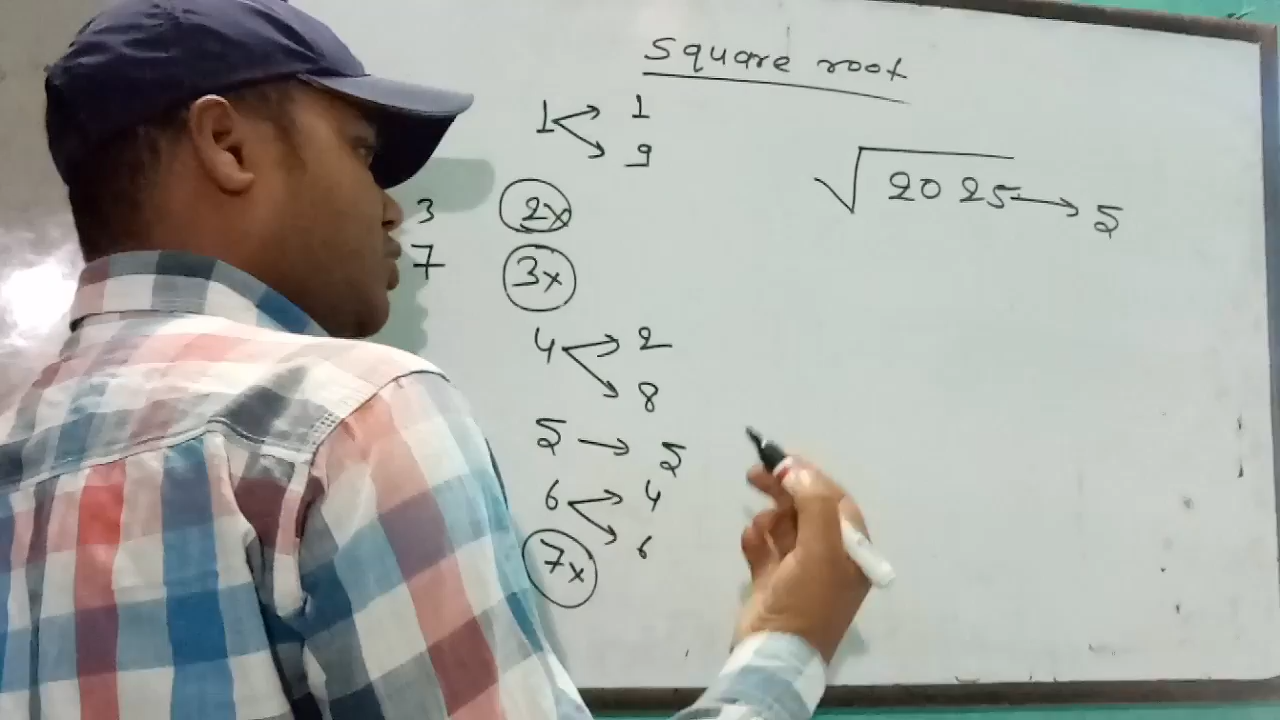 Square root
1 → 1
9
√2025 → 5
3 2x
7 3x
4 → 2
8
5 → 5
6 → 4
6
7x